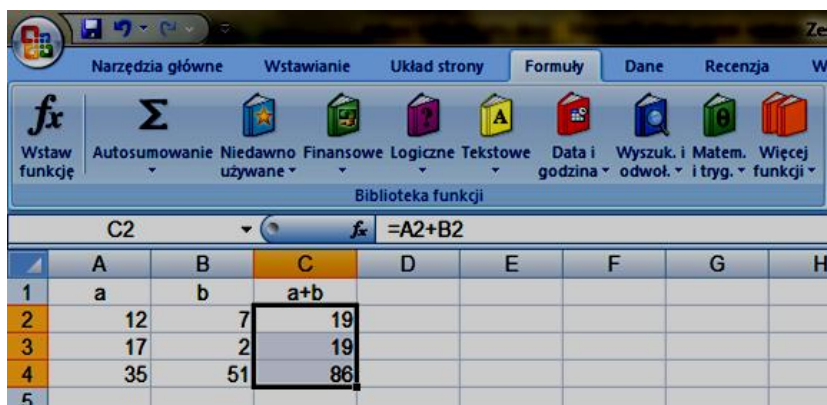 Ze
Narzędzia główne Wstawianie Układ strony Formuły Dane Recenzja W
fx Σ A θ
Wstaw funkcję Autosumowanie Niedawno używane Finansowe Logiczne Tekstowe Data i godzina Wyszuk. i odwoł. Matem. i tryg. Więcej funkcji
Biblioteka funkcji
C2 fx =A2+B2
A B C D E F G H
1 a b a+b
2 12 7 19
3 17 2 19
4 35 51 86
5